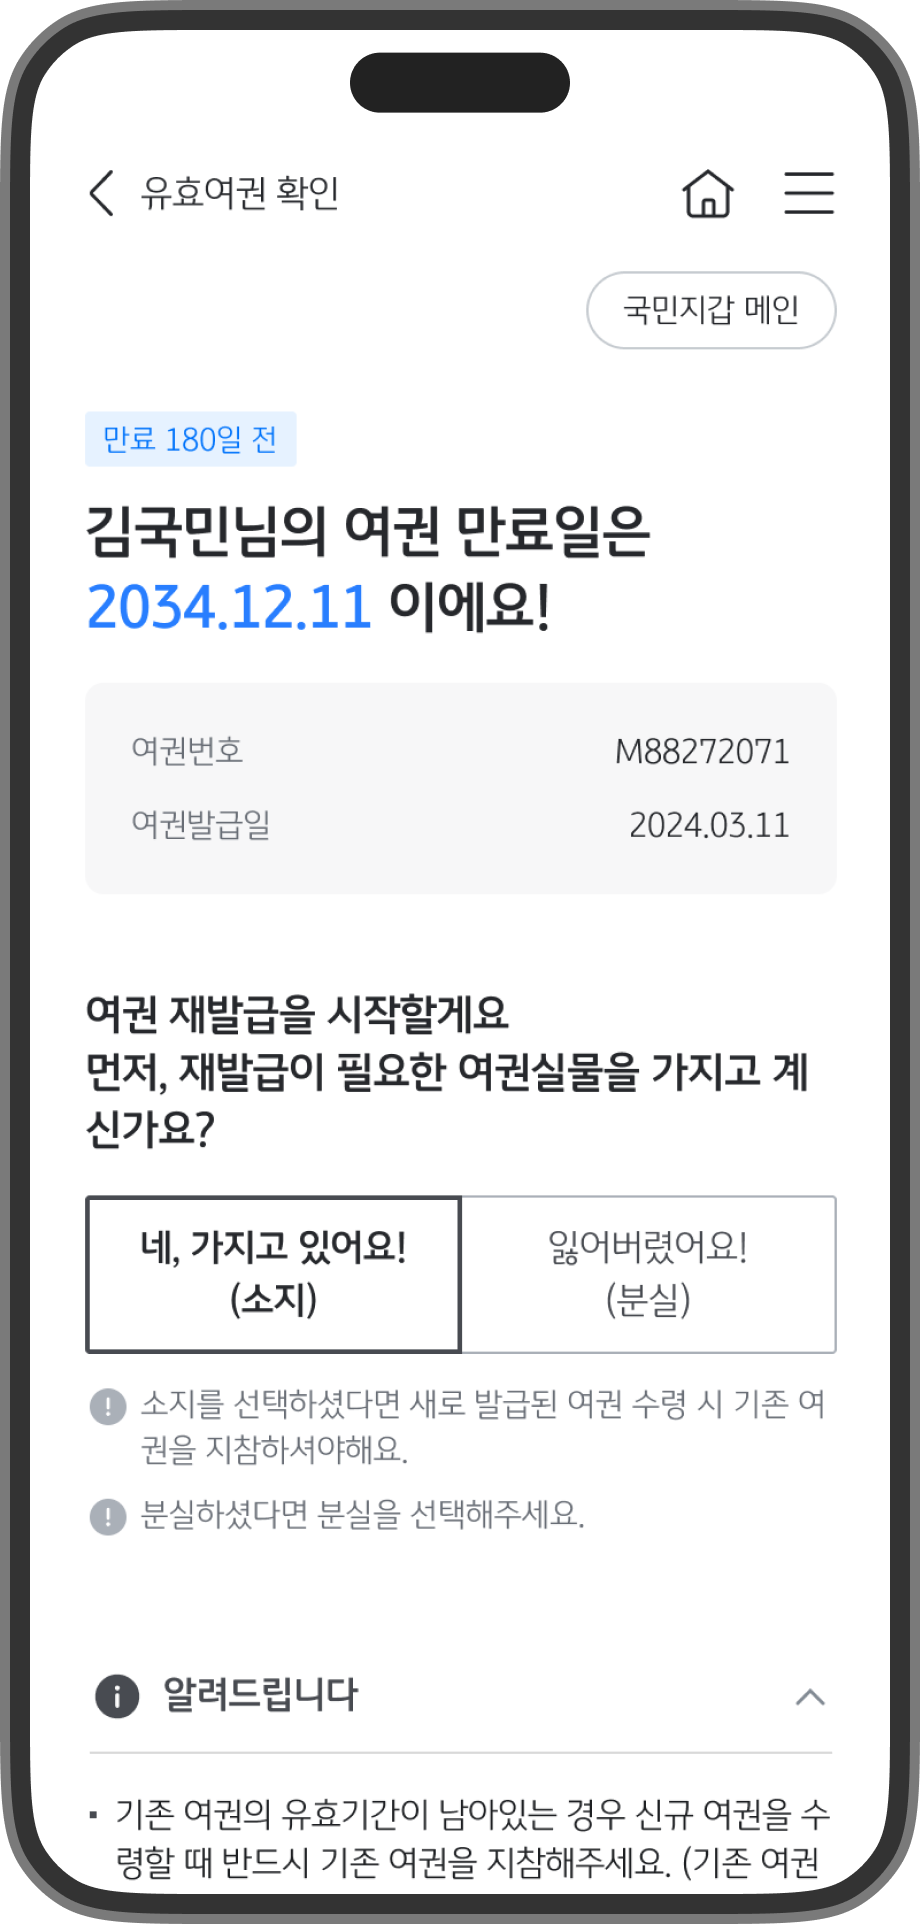 유효여권 확인
국민지갑 메인
만료 180일 전
김국민님의 여권 만료일은
2034.12.11 이에요!
여권번호 M88272071
여권발급일 2024.03.11
여권 재발급을 시작할게요
먼저, 재발급이 필요한 여권실물을 가지고 계
신가요?
네, 가지고 있어요!
(소지)
잃어버렸어요!
(분실)
소지를 선택하셨다면 새로 발급된 여권 수령 시 기존 여
권을 지참하셔야해요.
분실하셨다면 분실을 선택해주세요.
알려드립니다
▪ 기존 여권의 유효기간이 남아있는 경우 신규 여권을 수
령할 때 반드시 기존 여권을 지참해주세요. (기존 여권